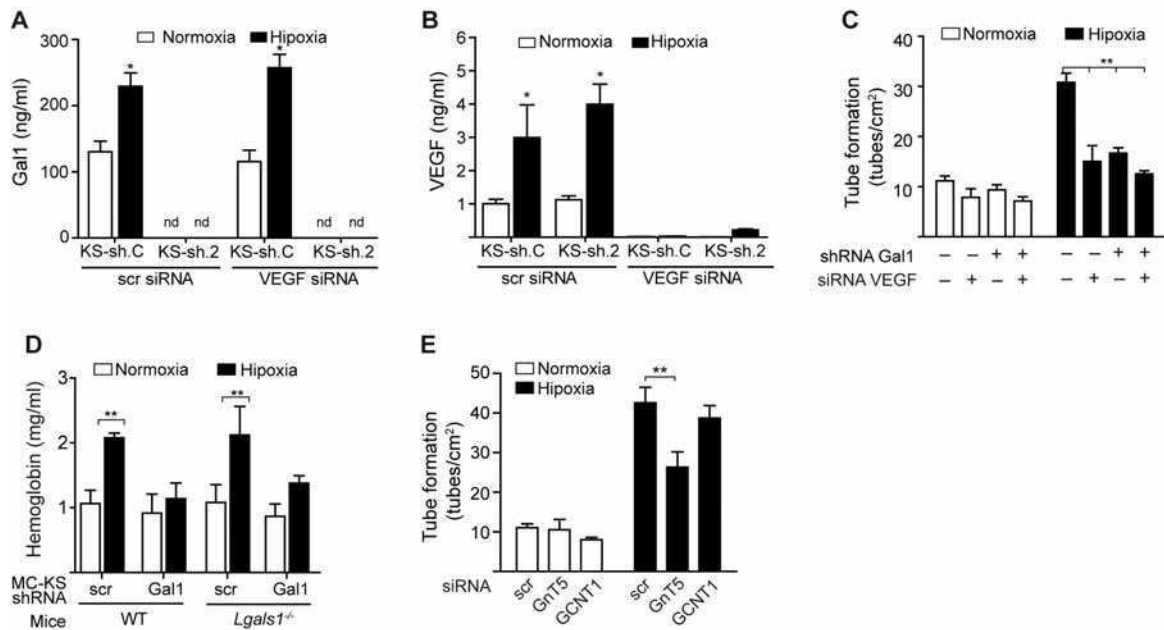 A
Normoxia Hipoxia
Gal1 (ng/ml)
300
200
100
0
*
*
nd nd
nd nd
KS-sh.C KS-sh.2 KS-sh.C KS-sh.2
scr siRNA VEGF siRNA
B
Normoxia Hipoxia
VEGF (ng/ml)
6
5
4
3
2
1
*
*
KS-sh.C KS-sh.2 KS-sh.C KS-sh.2
scr siRNA VEGF siRNA
C
Normoxia Hipoxia
Tube formation
(tubes/cm²)
40
30
20
10
**
shRNA Gal1 – – + + – – + +
siRNA VEGF – + – + – + – +
D
Normoxia Hipoxia
Hemoglobin (mg/ml)
3
2
1
**
**
MC-KS
shRNA
scr Gal1 scr Gal1
Mice WT Lgals1-/-
E
Normoxia
Hipoxia
Tube formation
(tubes/cm²)
50
40
30
20
10
**
siRNA
scr GnT5 GCNT1 scr GnT5 GCNT1